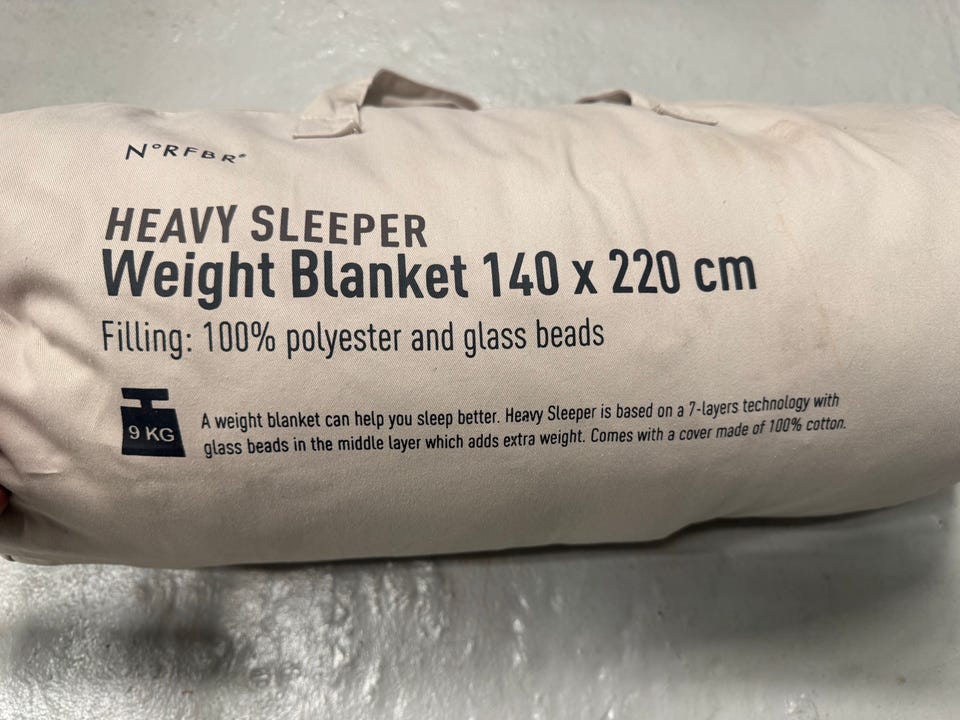 N°RFBR®
HEAVY SLEEPER
Weight Blanket 140 x 220 cm
Filling: 100% polyester and glass beads
9 KG
A weight blanket can help you sleep better. Heavy Sleeper is based on a 7-layers technology with
glass beads in the middle layer which adds extra weight. Comes with a cover made of 100% cotton.